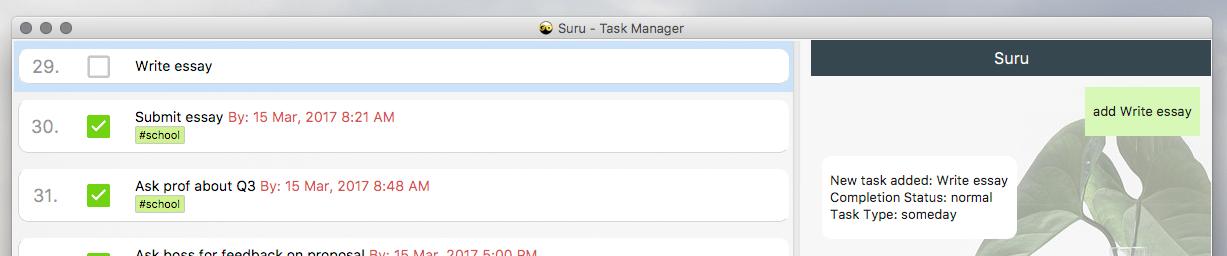 Suru - Task Manager
29.
Write essay
30.
Submit essay By: 15 Mar, 2017 8:21 AM
#school
31.
Ask prof about Q3 By: 15 Mar, 2017 8:48 AM
#school
Ask boss for feedback on proposal By: 15 Mar, 2017 5:00 PM
Suru
add Write essay
New task added: Write essay
Completion Status: normal
Task Type: someday